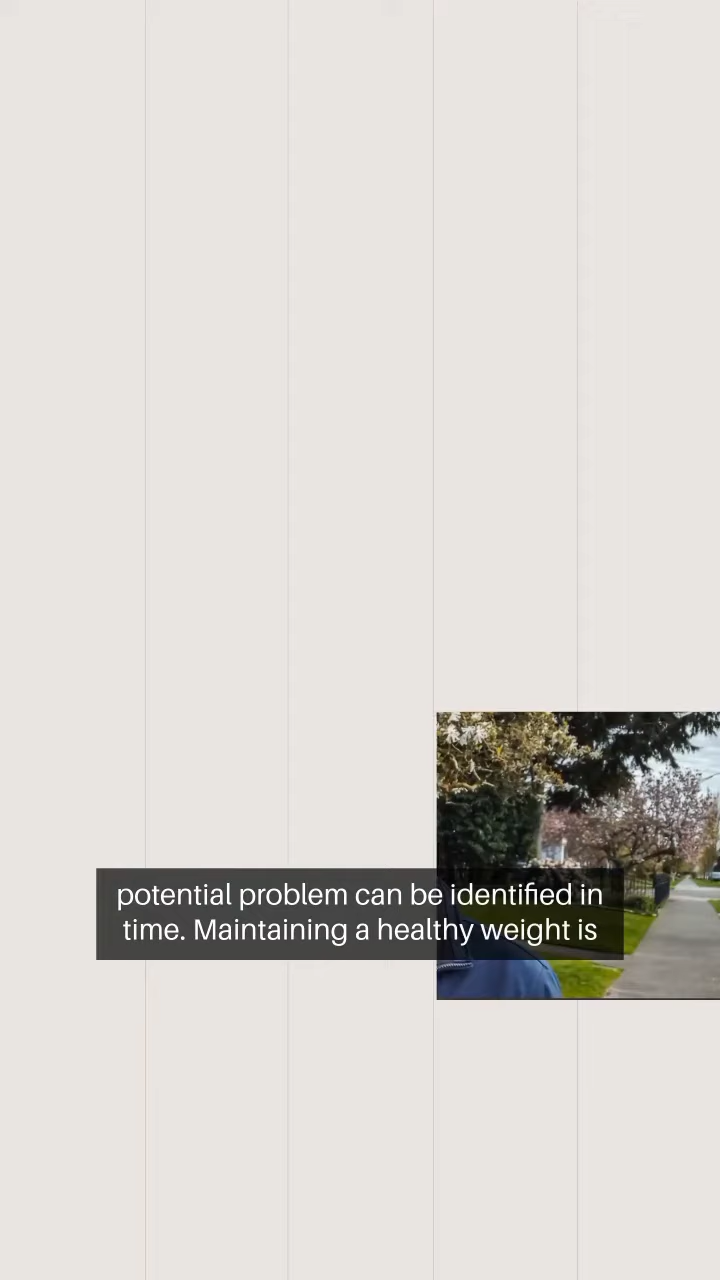 potential problem can be identified in
time. Maintaining a healthy weight is